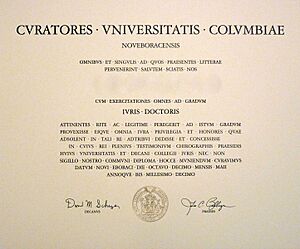 CVRATORES · VNIVERSITATIS · COLVMBIAE
NOVEBORACENSIS
OMNIBVS · ET · SINGVLIS · AD · QVOS · PRAESENTES · LITTERAE
PERVENERINT · SALVTEM · SCIATIS · NOS
CVM · EXERCITATIONES · OMNES · AD · GRADVM
IVRIS · DOCTORIS
ATTINENTES · RITE · AC · LEGITIME · PEREGERIT · AD · ISTVM · GRADVM
PROVEXISSE · EIQVE · OMNIA · IVRA · PRIVILEGIA · ET · HONORES · QVAE
ADSOLENT · IN · TALI · RE · ADTRIBVI · DEDISSE · ET · CONCESSISSE
IN · CVIVS · REI · PLENIVS · TESTIMONIVM · CHIROGRAPHIS · PRAESIDIS
HVIVS · VNIVERSITATIS · ET · DECANI · COLLEGII · IVRIS · NEC · NON
SIGILLO · NOSTRO · COMMVNI · DIPLOMA · HOCCE · MVNIENDVM · CVRAVIMVS
DATVM · NOVI · EBORACI · DIE · OCTAVO · DECIMO · MENSIS · MAII
ANNOQVE · BIS · MILLESIMO · DECIMO
DECANVS
PRAESES